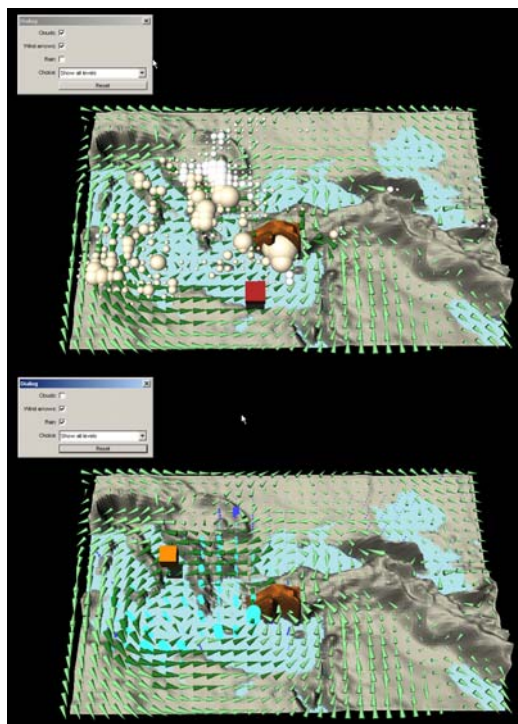 Dialog
Clouds:
Wind arrows:
Rain:
Choice: Show all levels
Reset
Dialog
Clouds:
Wind arrows:
Rain:
Choice: Show all levels
Reset